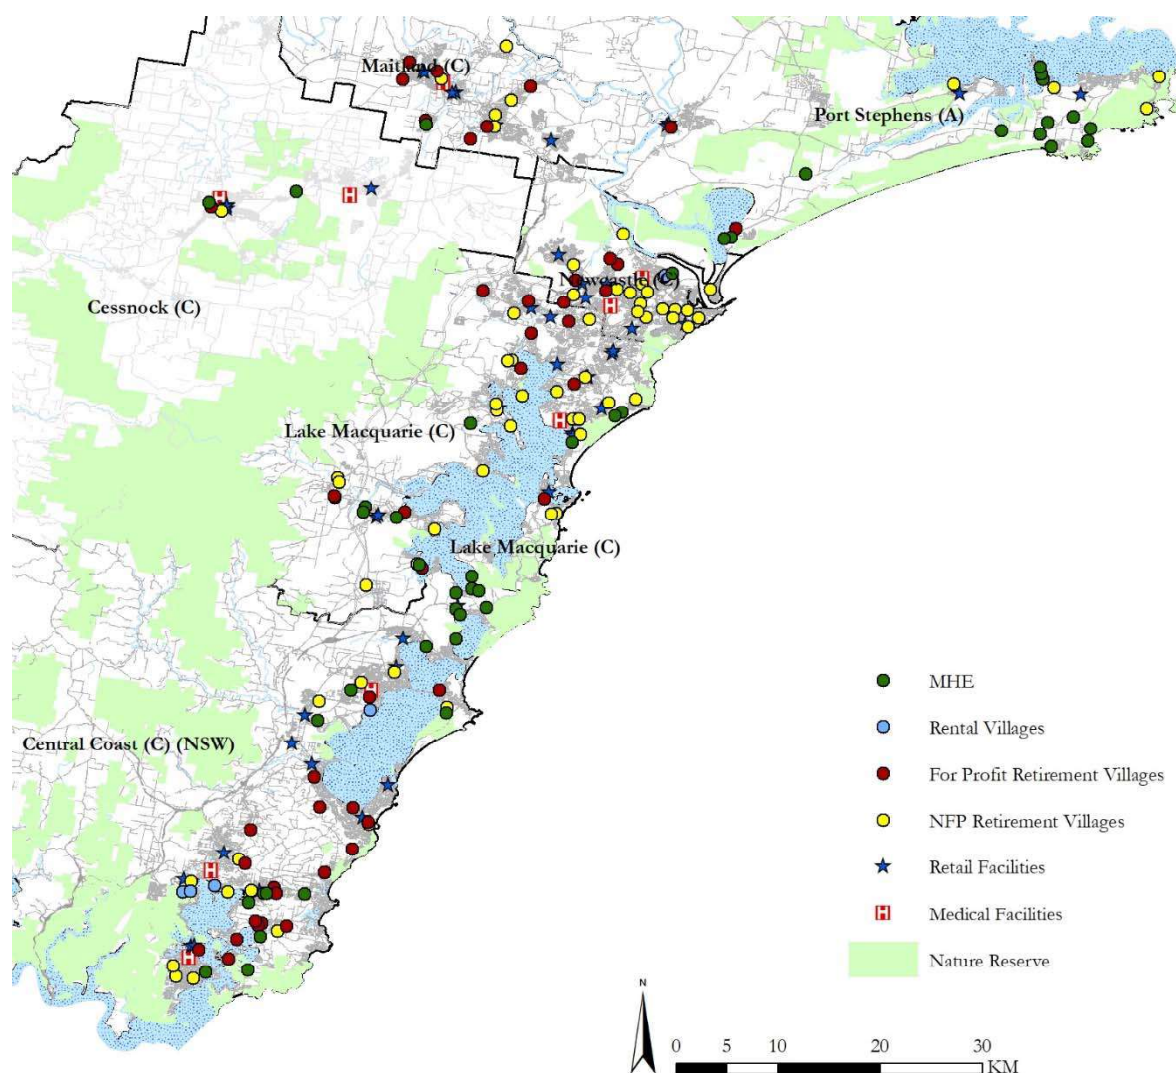 Maitland (C)
Port Stephens (A)
Newcastle (C)
Cessnock (C)
Lake Macquarie (C)
Lake Macquarie (C)
Central Coast (C) (NSW)
MHE
Rental Villages
For Profit Retirement Villages
NFP Retirement Villages
Retail Facilities
H Medical Facilities
Nature Reserve
N
0 5 10 20 30
KM